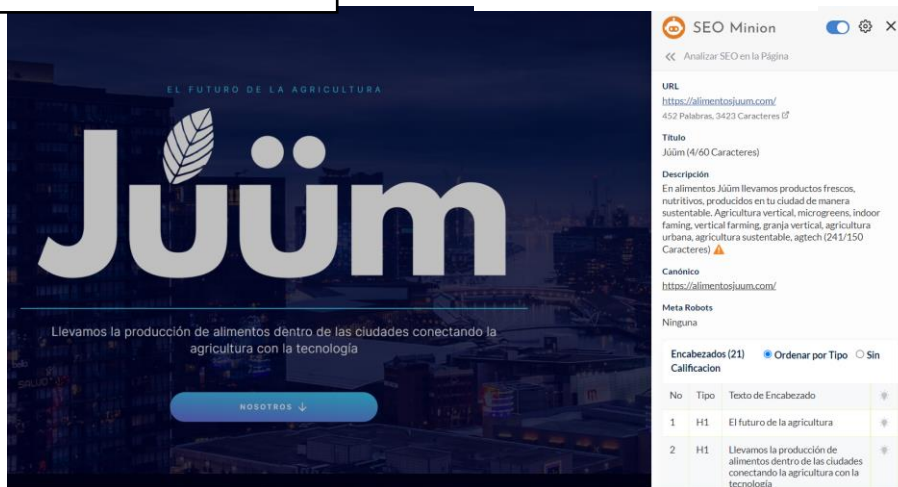 EL FUTURO DE LA AGRICULTURA
Júüm
Llevamos la producción de alimentos dentro de las ciudades conectando la
agricultura con la tecnología
NOSOTROS ↓
SEO Minion
Analizar SEO en la Página
URL
https://alimentosjuum.com/
452 Palabras, 3423 Caracteres
Título
Júüm (4/60 Caracteres)
Descripción
En alimentos Júüm llevamos productos frescos,
nutritivos, producidos en tu ciudad de manera
sustentable. Agricultura vertical, microgreens, indoor
faming, vertical farming, granja vertical, agricultura
urbana, agricultura sustentable, agtech (241/150
Caracteres)
Canónico
https://alimentosjuum.com/
Meta Robots
Ninguna
Encabezados (21) Ordenar por Tipo Sin
Calificacion
No Tipo Texto de Encabezado
1 H1 El futuro de la agricultura
2 H1 Llevamos la producción de
alimentos dentro de las ciudades
conectando la agricultura con la
tecnología